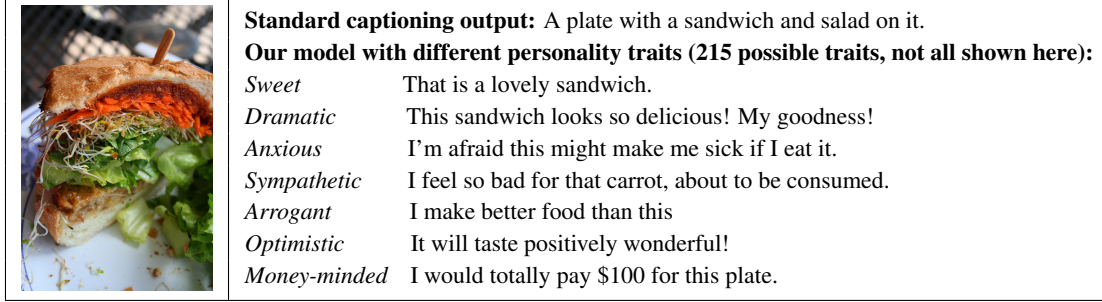 Standard captioning output: A plate with a sandwich and salad on it.
Our model with different personality traits (215 possible traits, not all shown here):
Sweet That is a lovely sandwich.
Dramatic This sandwich looks so delicious! My goodness!
Anxious I'm afraid this might make me sick if I eat it.
Sympathetic I feel so bad for that carrot, about to be consumed.
Arrogant I make better food than this
Optimistic It will taste positively wonderful!
Money-minded I would totally pay $100 for this plate.